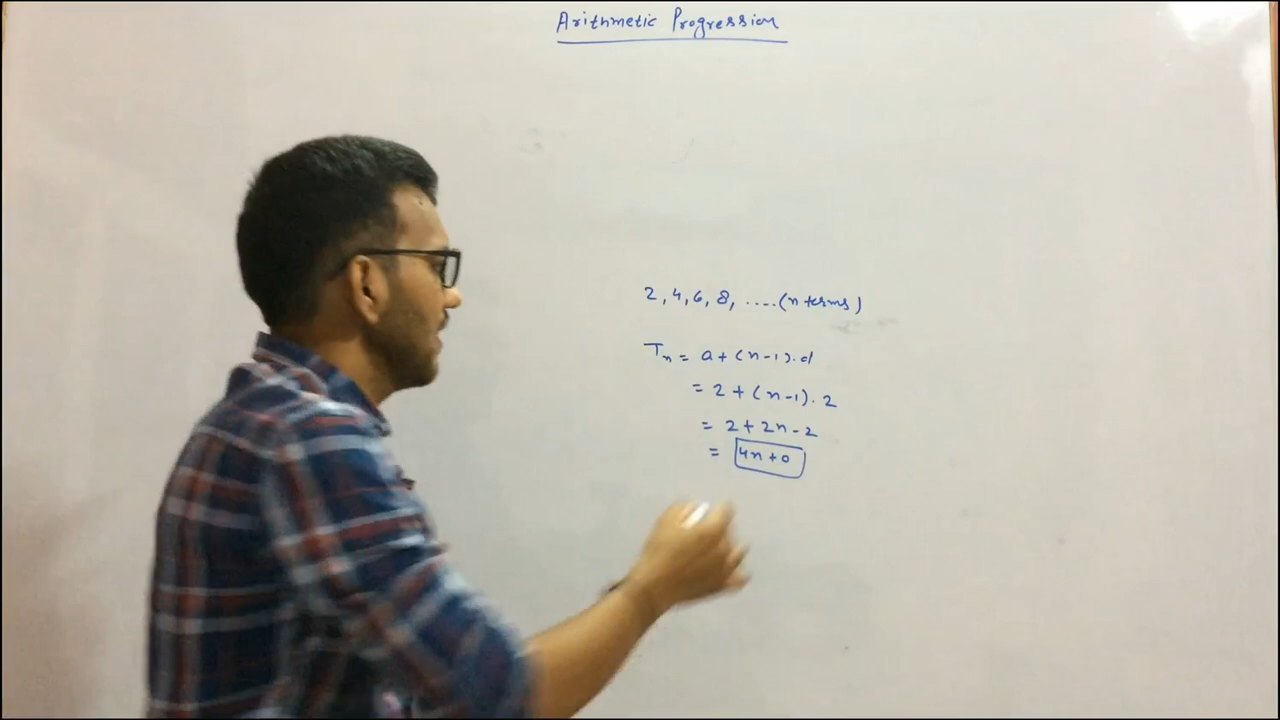 Arithmetic Progression
2, 4, 6, 8, ....(n terms)
Tn = a + (n-1).d
= 2 + (n-1). 2
= 2 + 2n - 2
= 4n + 0